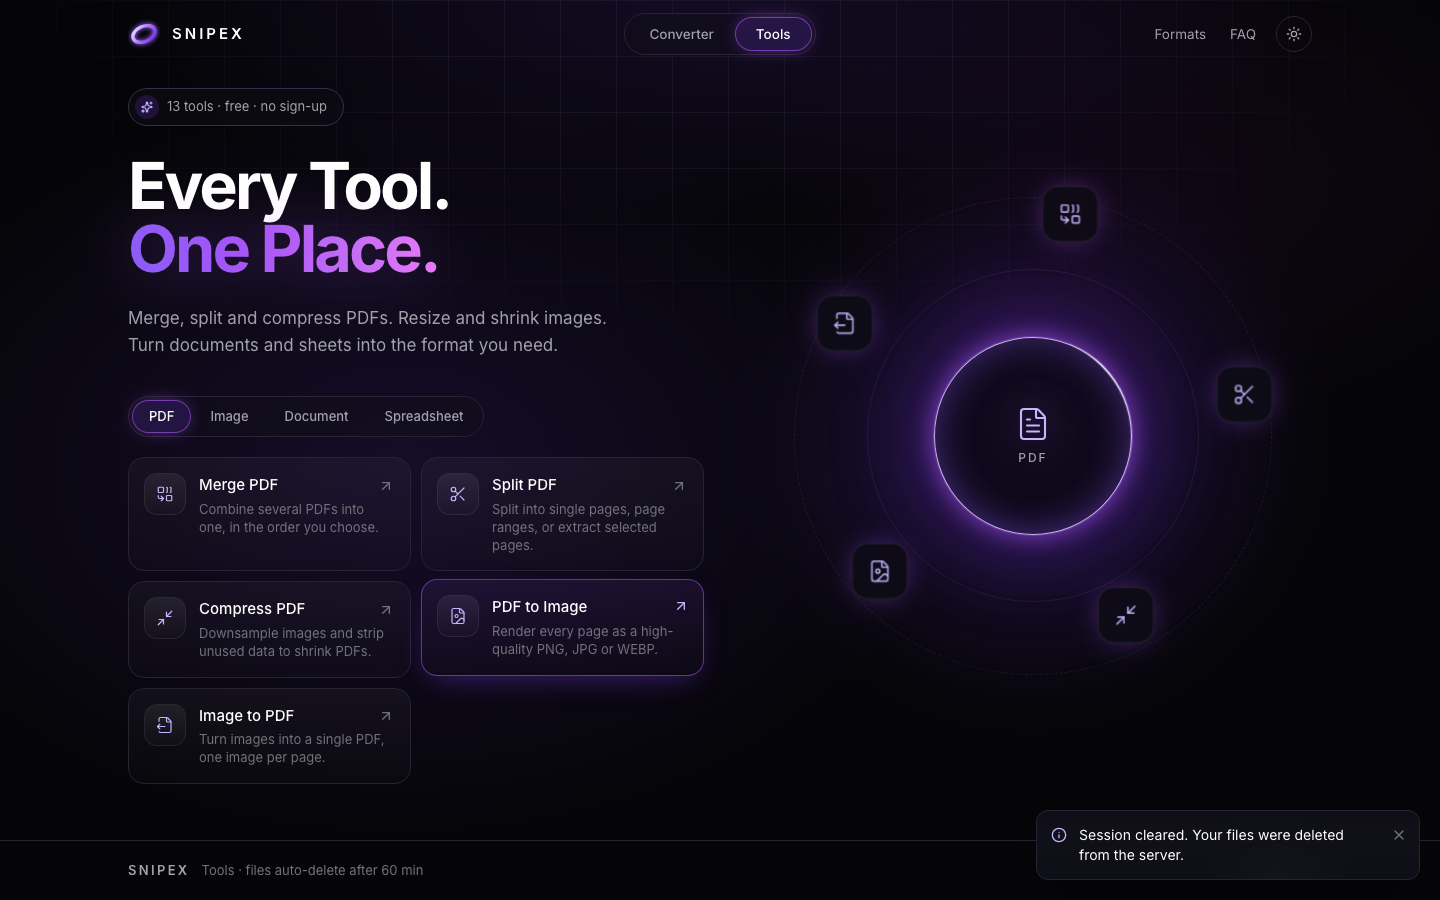 SNIPEX
Converter
Tools
Formats
FAQ
13 tools · free · no sign-up
Every Tool.
One Place.
Merge, split and compress PDFs. Resize and shrink images.
Turn documents and sheets into the format you need.
PDF
Image
Document
Spreadsheet
Merge PDF
Combine several PDFs into
one, in the order you choose.
Split PDF
Split into single pages, page
ranges, or extract selected
pages.
Compress PDF
Downsample images and strip
unused data to shrink PDFs.
PDF to Image
Render every page as a high-
quality PNG, JPG or WEBP.
Image to PDF
Turn images into a single PDF,
one image per page.
PDF
Session cleared. Your files were deleted
from the server.
SNIPEX
Tools · files auto-delete after 60 min